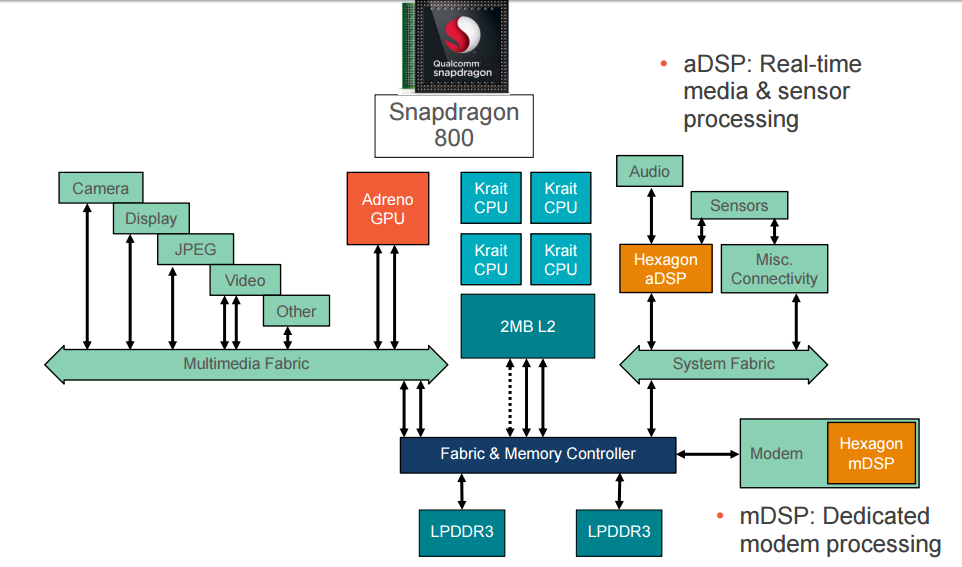 Qualcomm
snapdragon
Snapdragon
800
• aDSP: Real-time
media & sensor
processing
Camera
Display
JPEG
Video
Other
Adreno
GPU
Krait
CPU
Krait
CPU
Krait
CPU
Krait
CPU
2MB L2
Audio
Sensors
Hexagon
aDSP
Misc.
Connectivity
Multimedia Fabric
System Fabric
Fabric & Memory Controller
Modem
Hexagon
mDSP
LPDDR3
LPDDR3
• mDSP: Dedicated
modem processing